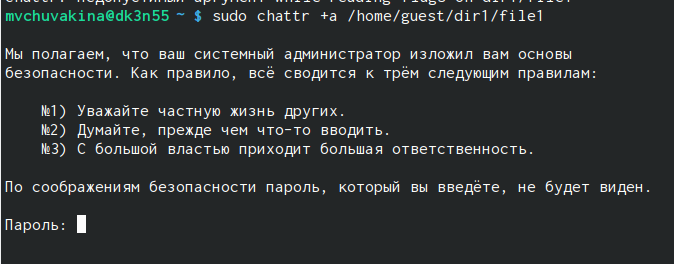 mvchuvakina@dk3n55 ~ $ sudo chattr +a /home/guest/dir1/file1
Мы полагаем, что ваш системный администратор изложил вам основы
безопасности. Как правило, всё сводится к трём следующим правилам:
№1) Уважайте частную жизнь других.
№2) Думайте, прежде чем что-то вводить.
№3) С большой властью приходит большая ответственность.
По соображениям безопасности пароль, который вы введёте, не будет виден.
Пароль: